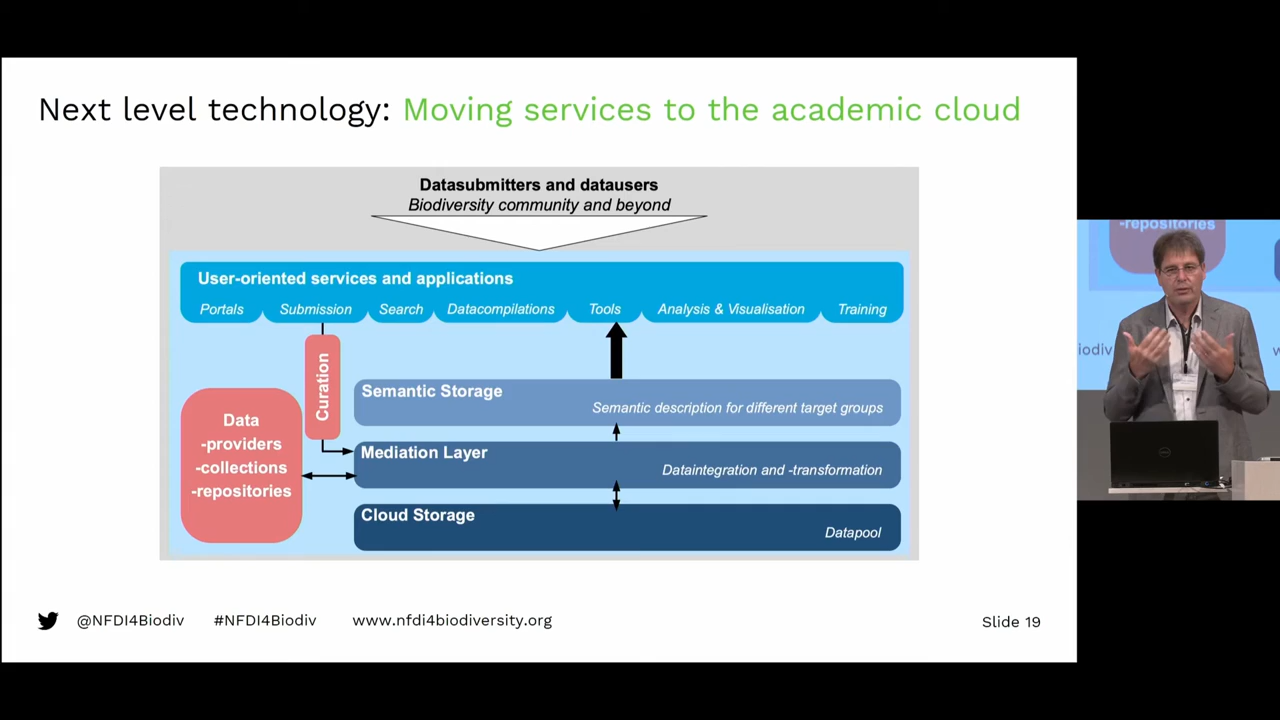 Next level technology: Moving services to the academic cloud
Datasubmitters and datausers
Biodiversity community and beyond
User-oriented services and applications
Portals Submission Search Datacompilations Tools Analysis & Visualisation Training
Curation
Data
-providers
-collections
-repositories
Semantic Storage
Semantic description for different target groups
Mediation Layer
Dataintegration and -transformation
Cloud Storage
Datapool
@NFDI4Biodiv #NFDI4Biodiv www.nfdi4biodiversity.org
Slide 19
-repositories
iodiv